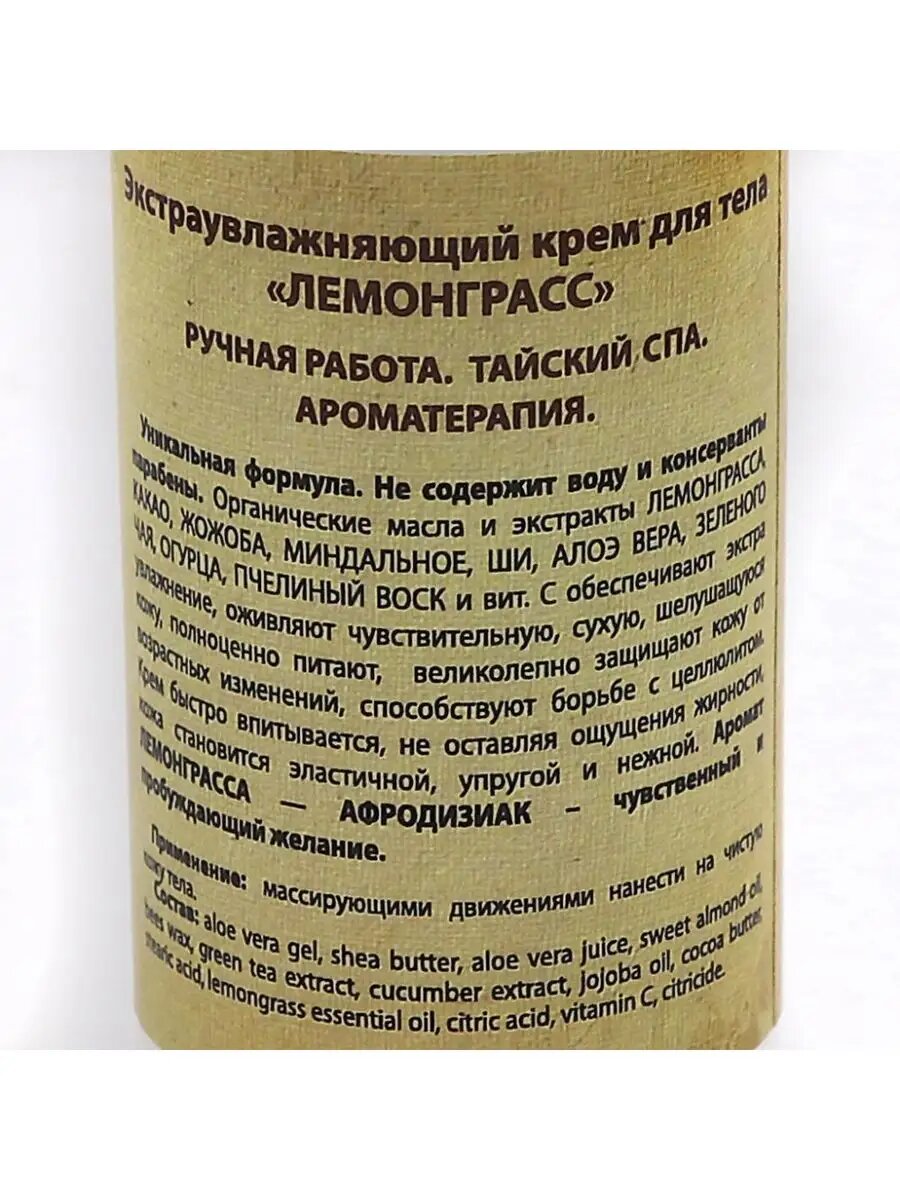 Экстраувлажняющий крем для тела
«ЛЕМОНГРАСС»
РУЧНАЯ РАБОТА. ТАЙСКИЙ СПА.
АРОМАТЕРАПИЯ.
Уникальная формула. Не содержит воду и консерванты
парабены. Органические масла и экстракты ЛЕМОНГРАССА,
КАКАО, ЖОЖОБА, МИНДАЛЬНОЕ, ШИ, АЛОЭ ВЕРА, ЗЕЛЕНОГО
ЧАЯ, ОГУРЦА, ПЧЕЛИНЫЙ ВОСК и вит. С обеспечивают экстра
увлажнение, оживляют чувствительную, сухую, шелушащуюся
кожу, полноценно питают, великолепно защищают кожу от
возрастных изменений, способствуют борьбе с целлюлитом.
Крем быстро впитывается, не оставляя ощущения жирности,
кожа становится эластичной, упругой и нежной. Аромат
ЛЕМОНГРАССА — АФРОДИЗИАК – чувственный и
пробуждающий желание.
Применение: массирующими движениями нанести на чистую
кожу тела.
Состав: aloe vera gel, shea butter, aloe vera juice, sweet almond oil,
bees wax, green tea extract, cucumber extract, jojoba oil, cocoa butter,
stearic acid, lemongrass essential oil, citric acid, vitamin C, citricide.